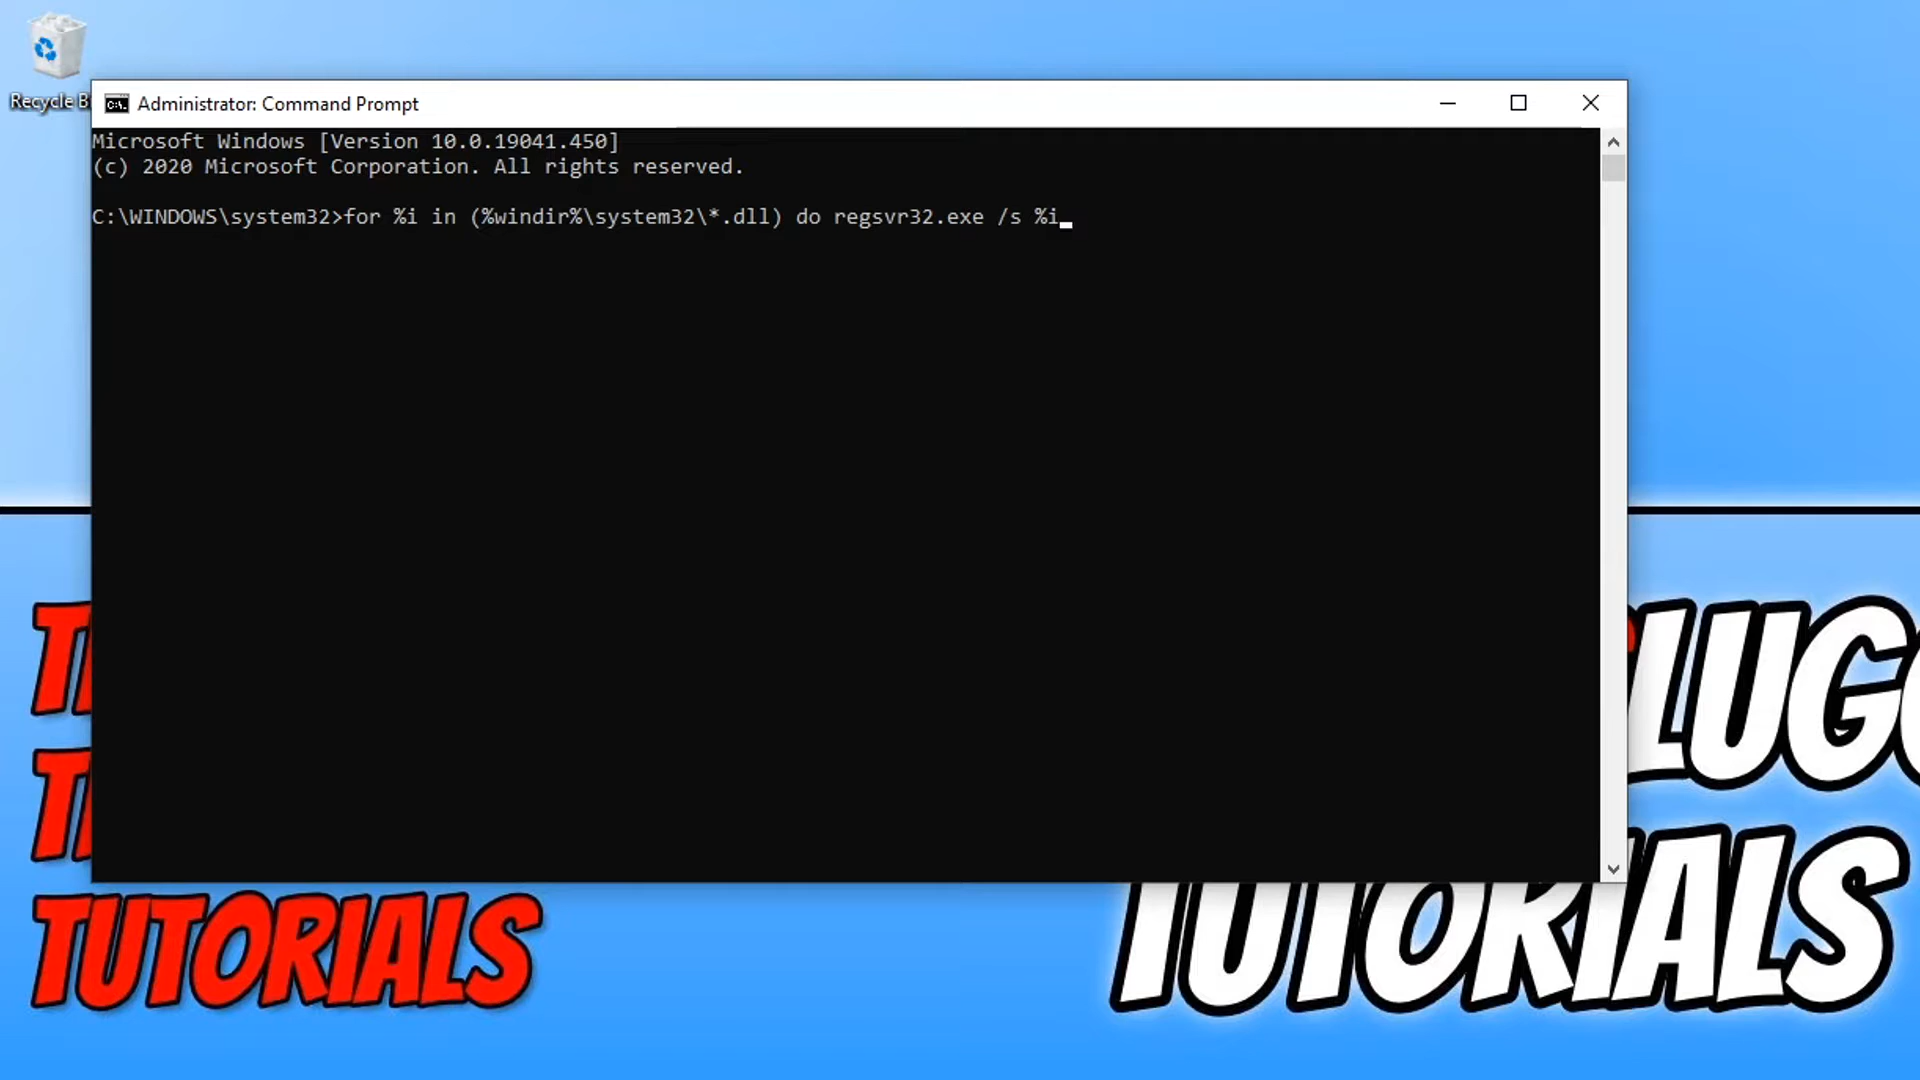 Recycle B
Administrator: Command Prompt
Microsoft Windows [Version 10.0.19041.450]
(c) 2020 Microsoft Corporation. All rights reserved.
C:\WINDOWS\system32>for %i in (%windir%\system32\*.dll) do regsvr32.exe /s %i
LUG
TUTORIALS
TUTORIALS